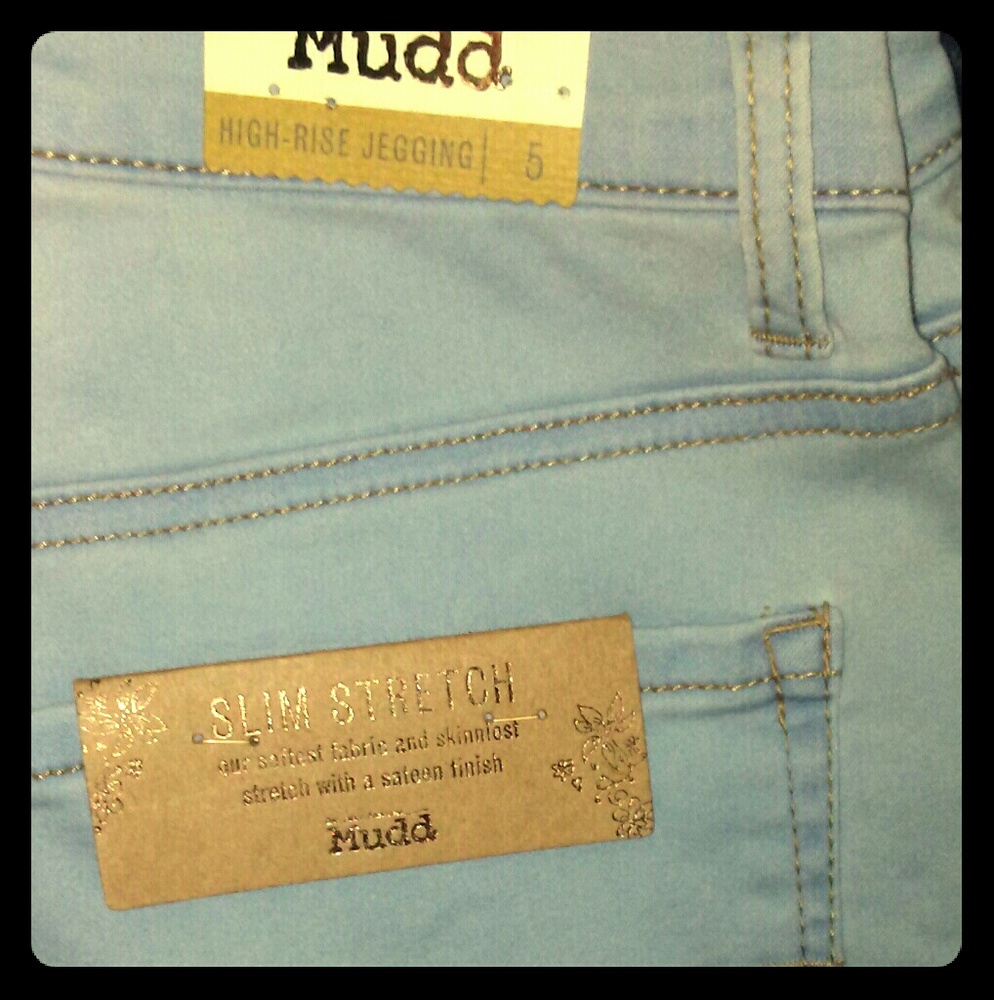 Mudd.
HIGH-RISE JEGGING | 5
SLIM STRETCH
our softest fabric and skinniest
stretch with a sateen finish
Mudd